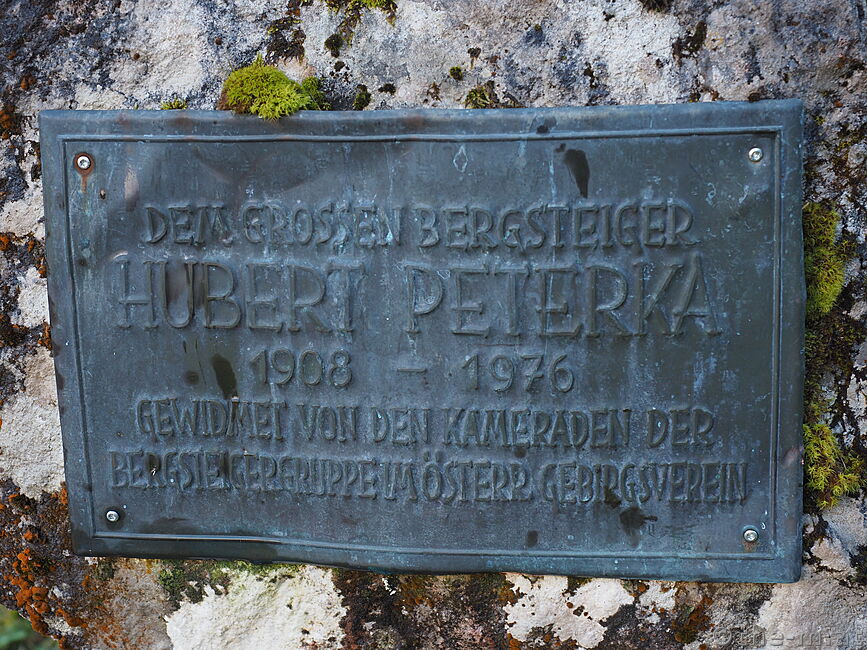 DEM GROSSEN BERGSTEIGER
HUBERT PETERKA
1908 – 1976
GEWIDMET VON DEN KAMERADEN DER
BERGSTEIGERGRUPPE IM ÖSTERR. GEBIRGSVEREIN